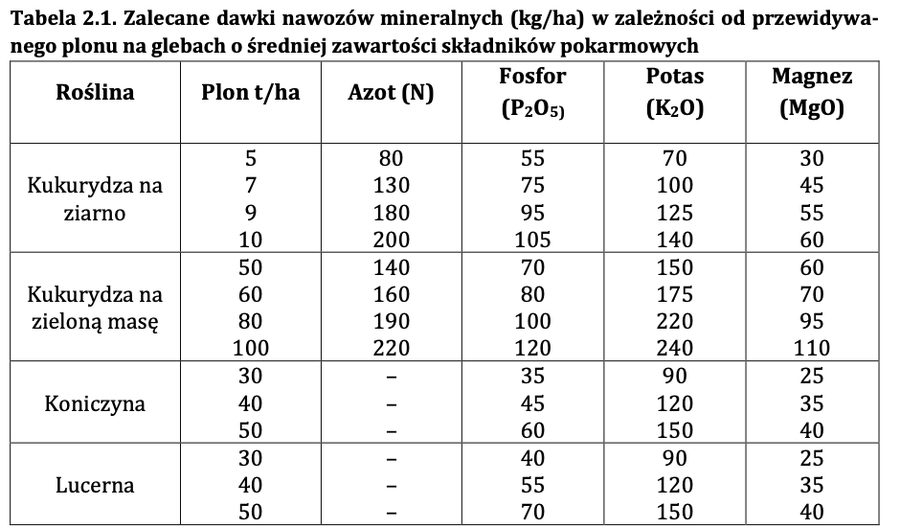 Tabela 2.1. Zalecane dawki nawozów mineralnych (kg/ha) w zależności od przewidywa-
nego plonu na glebach o średniej zawartości składników pokarmowych
Roślina Plon t/ha Azot (N) Fosfor (P₂O₅) Potas (K₂O) Magnez (MgO)
Kukurydza na ziarno
5 80 55 70 30
7 130 75 100 45
9 180 95 125 55
10 200 105 140 60
Kukurydza na zieloną masę
50 140 70 150 60
60 160 80 175 70
80 190 100 220 95
100 220 120 240 110
Koniczyna
30 – 35 90 25
40 – 45 120 35
50 – 60 150 40
Lucerna
30 – 40 90 25
40 – 55 120 35
50 – 70 150 40